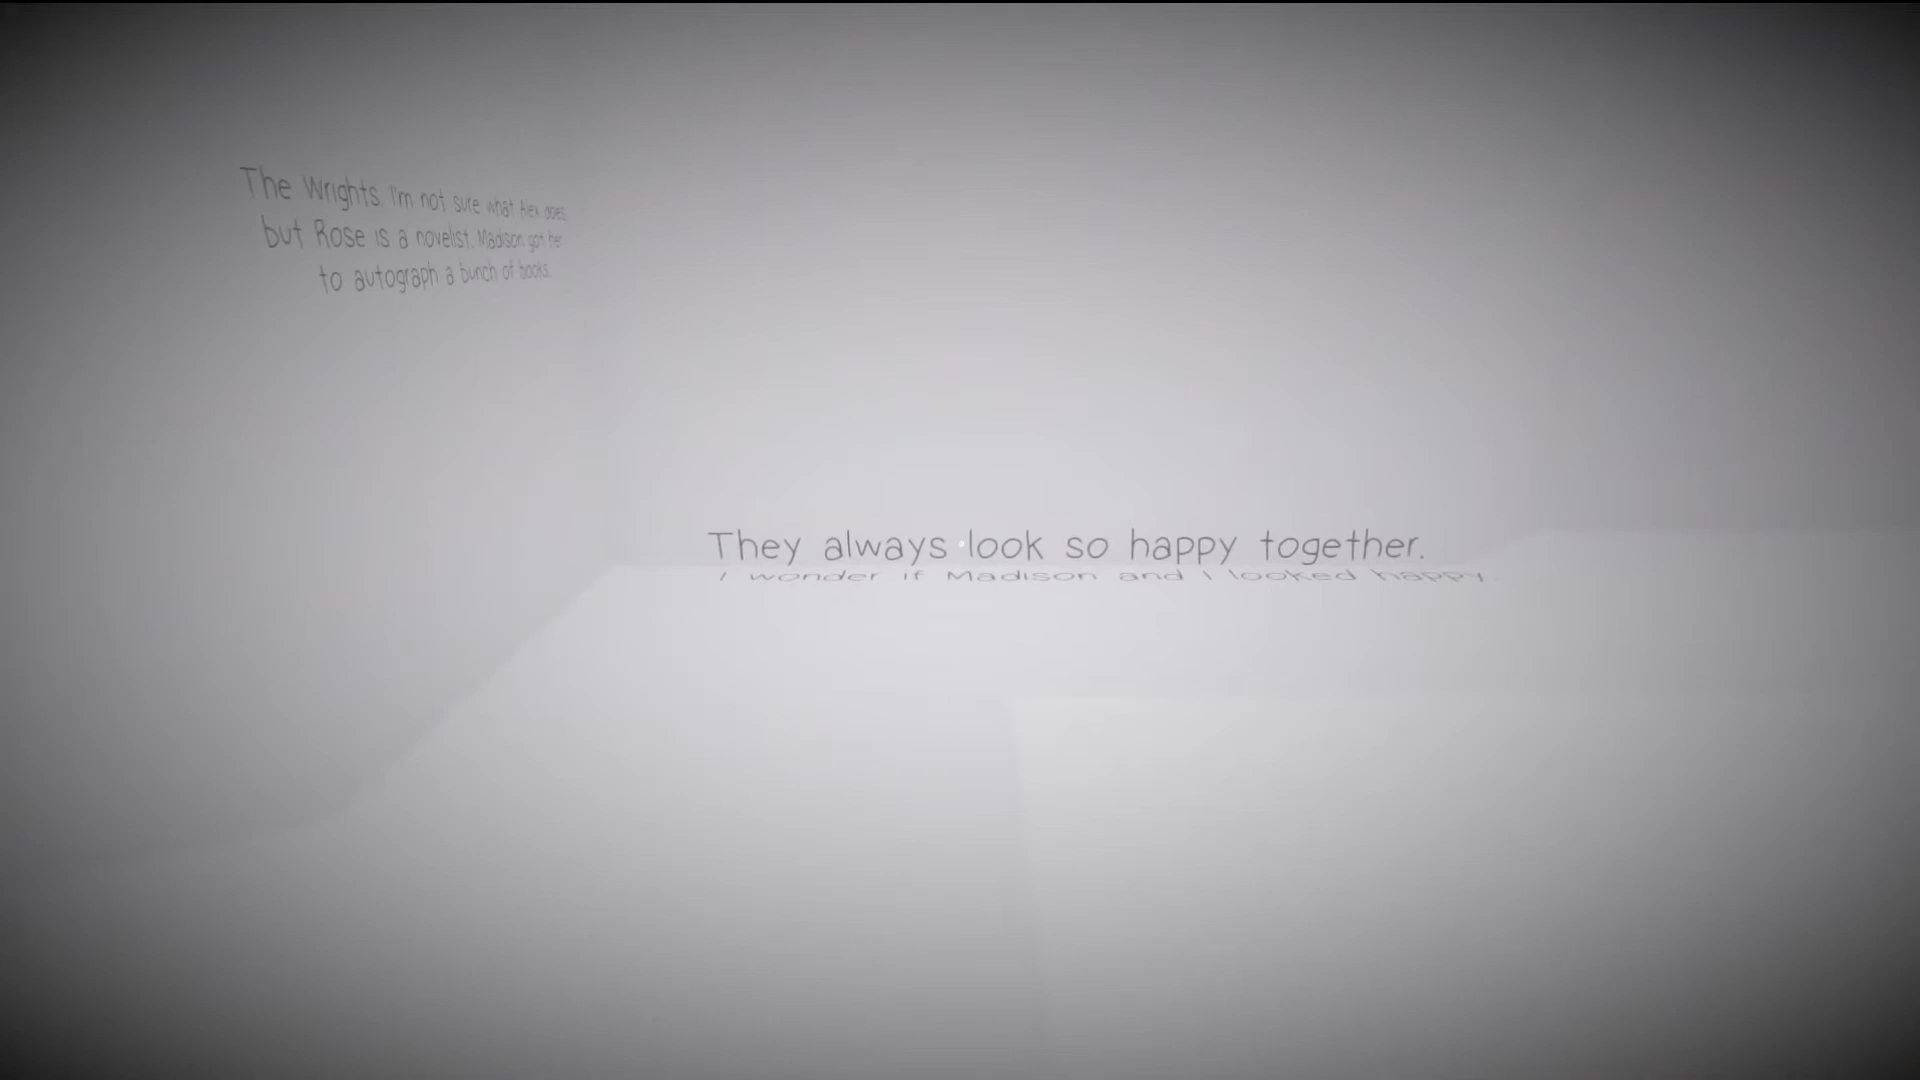 The Wrights. I'm not sure what Alex does,
but Rose is a novelist. Madison got her
to autograph a bunch of books.
They always look so happy together.
I wonder if Madison and I looked happy